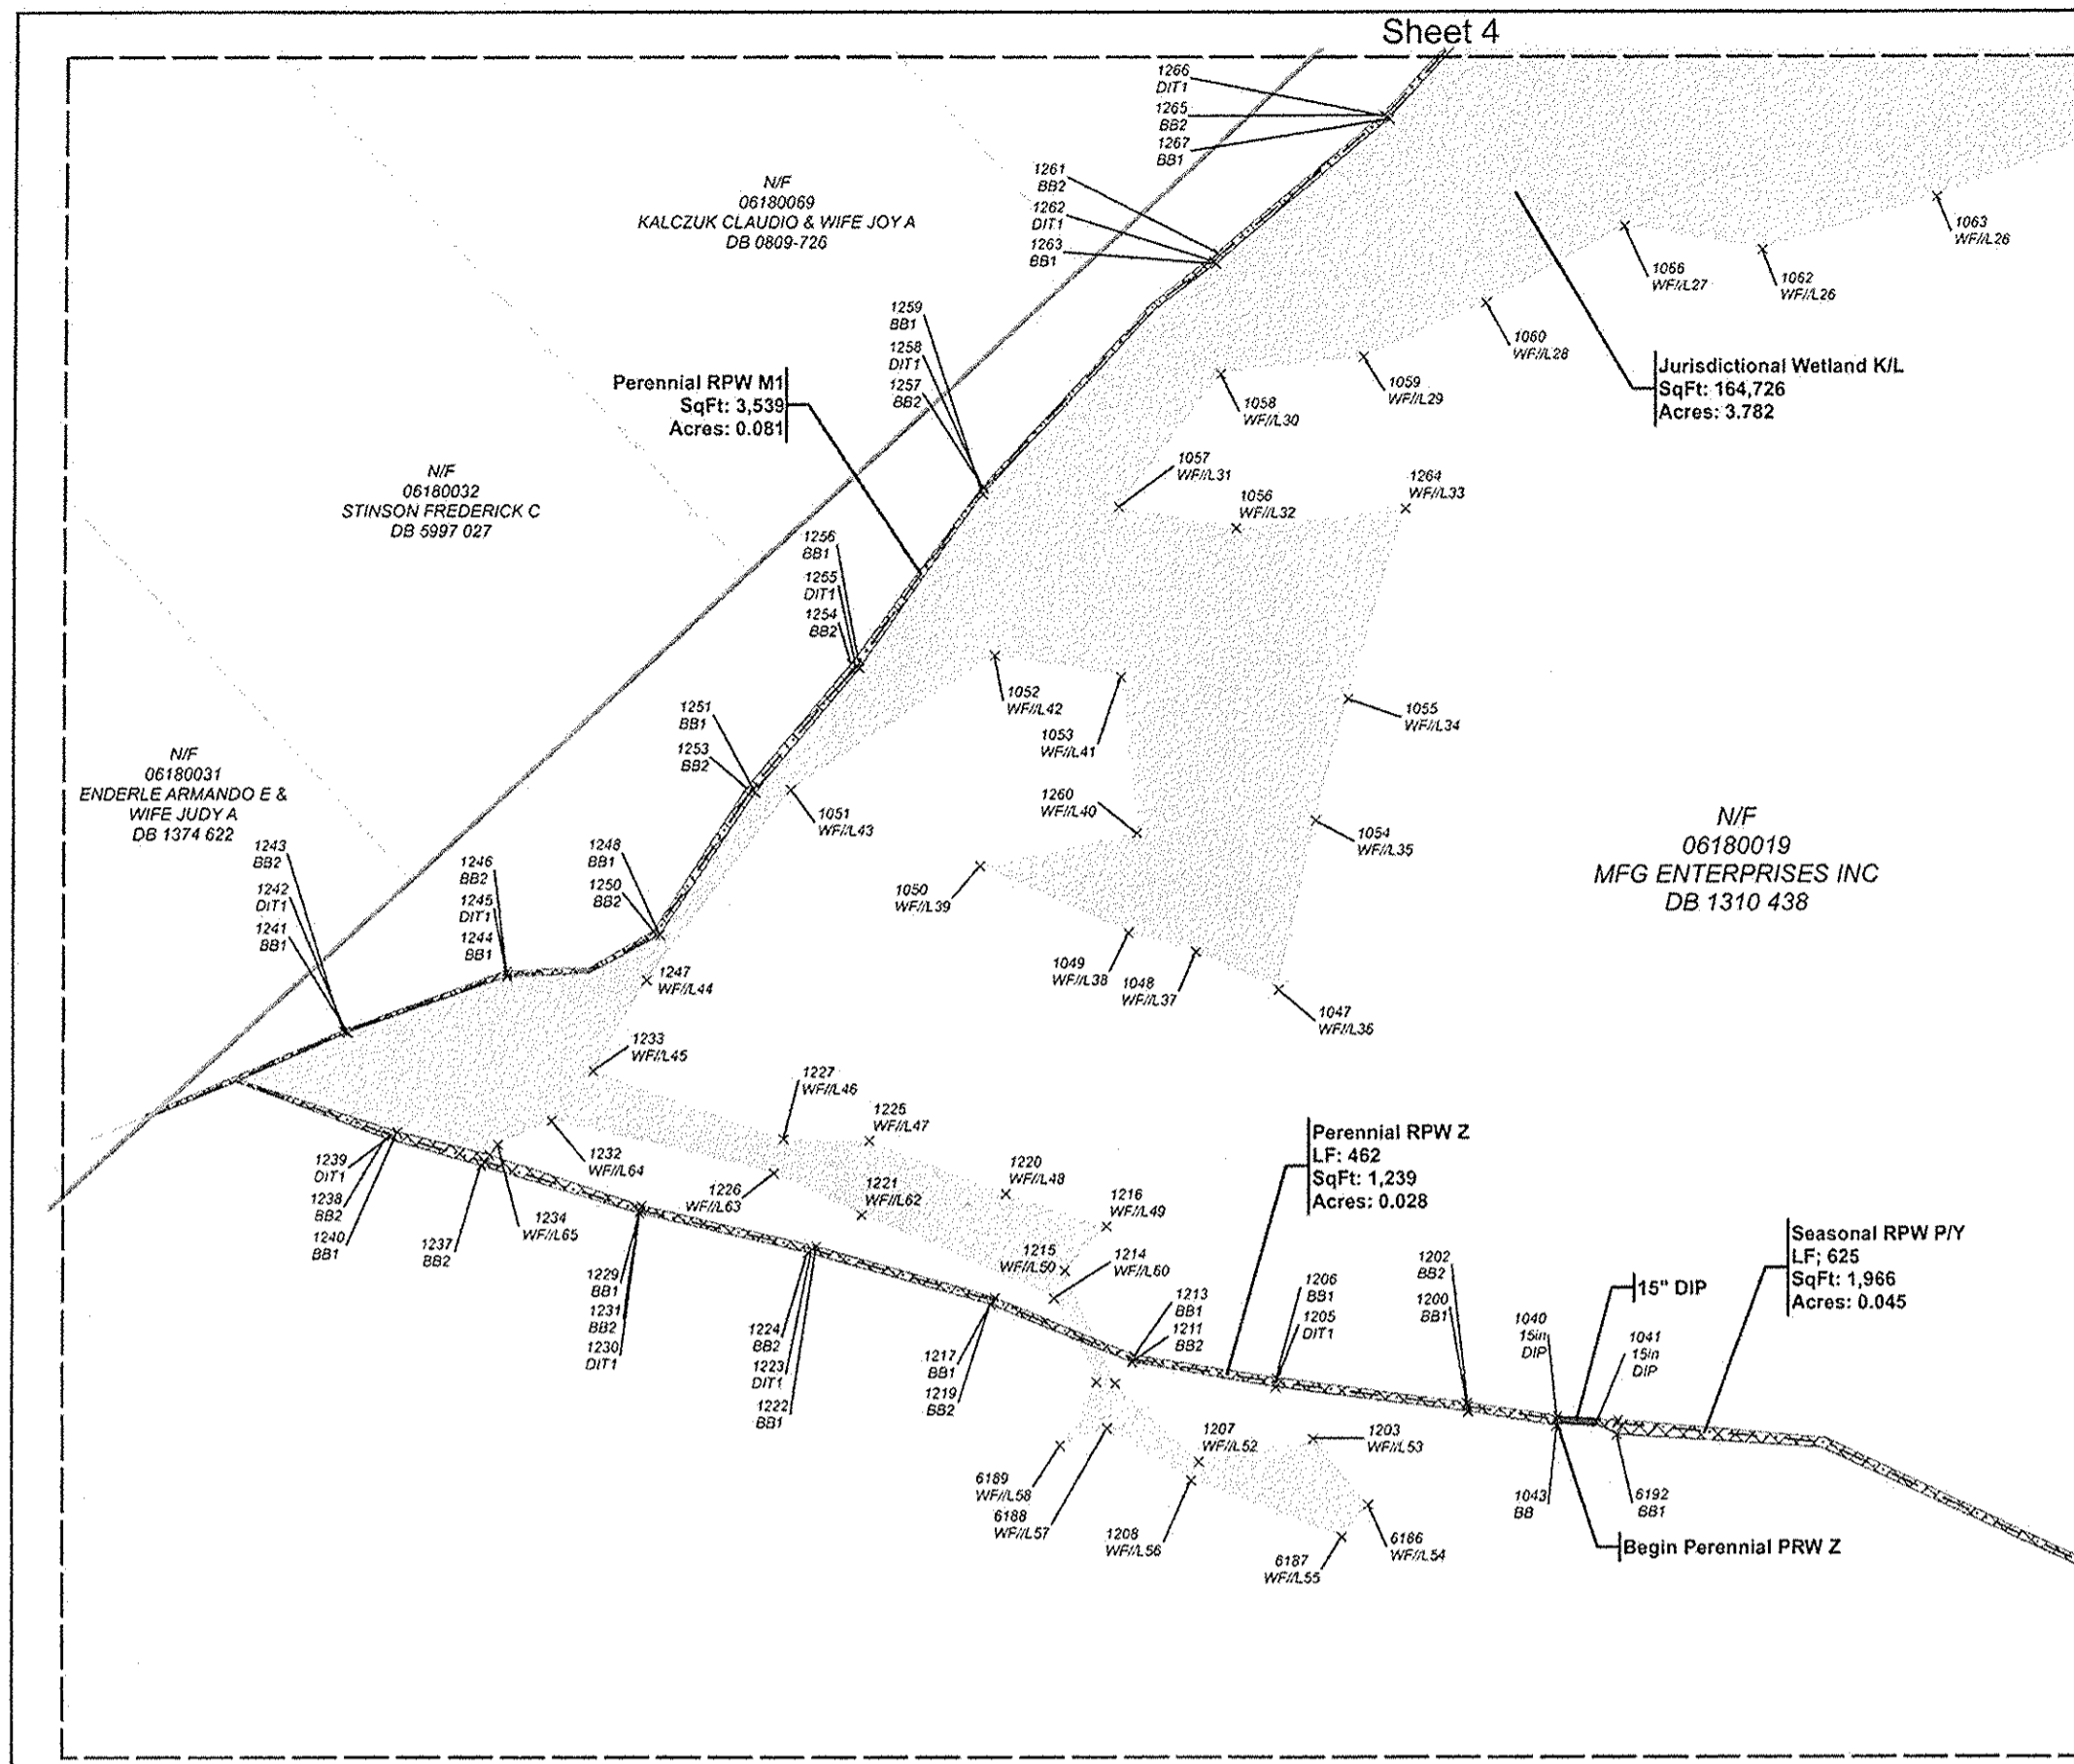 Sheet 4
1266
DIT1
1265
BB2
1267
BB1
1261
BB2
1262
DIT1
1263
BB1
N/F
06180069
KALCZUK CLAUDIO & WIFE JOY A
DB 0809-726
1063
WF//L26
1066
WF//L27
1062
WF//L26
1060
WF//L28
1259
BB1
1258
DIT1
1257
BB2
Perennial RPW M1
SqFt: 3,539
Acres: 0.081
1059
WF//L29
1058
WF//L30
Jurisdictional Wetland K/L
SqFt: 164,726
Acres: 3.782
N/F
06180032
STINSON FREDERICK C
DB 5997 027
1057
WF//L31
1056
WF//L32
1264
WF//L33
1256
BB1
1255
DIT1
1254
BB2
1052
WF//L42
1053
WF//L41
1055
WF//L34
1251
BB1
1253
BB2
N/F
06180031
ENDERLE ARMANDO E &
WIFE JUDY A
DB 1374 622
1051
WF//L43
1260
WF//L40
1054
WF//L35
N/F
06180019
MFG ENTERPRISES INC
DB 1310 438
1243
BB2
1242
DIT1
1241
BB1
1246
BB2
1245
DIT1
1244
BB1
1248
BB1
1250
BB2
1050
WF//L39
1049
WF//L38
1048
WF//L37
1047
WF//L36
1247
WF//L44
1233
WF//L45
1227
WF//L46
1225
WF//L47
1220
WF//L48
1216
WF//L49
1239
DIT1
1238
BB2
1240
BB1
1237
BB2
1234
WF//L65
1232
WF//L64
1226
WF//L63
1221
WF//L62
1215
WF//L50
1214
WF//L60
Perennial RPW Z
LF: 462
SqFt: 1,239
Acres: 0.028
Seasonal RPW P/Y
LF; 625
SqFt: 1,966
Acres: 0.045
1229
BB1
1231
BB2
1230
DIT1
1224
BB2
1223
DIT1
1222
BB1
1217
BB1
1219
BB2
1213
BB1
1211
BB2
1206
BB1
1205
DIT1
1202
BB2
1200
BB1
15" DIP
1040
15in
DIP
1041
15in
DIP
1207
WF//L52
1203
WF//L53
6189
WF//L58
6188
WF//L57
1208
WF//L56
6187
WF//L55
6186
WF//L54
1043
BB
6192
BB1
Begin Perennial PRW Z